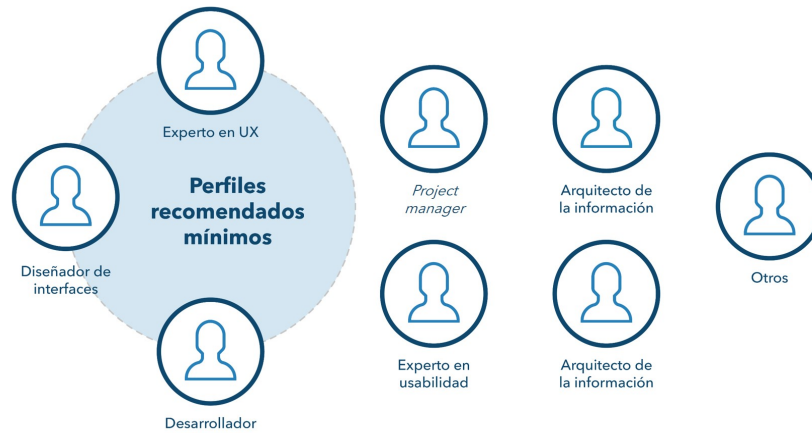 Experto en UX
Perfiles
recomendados
mínimos
Diseñador de
interfaces
Desarrollador
Project
manager
Arquitecto de
la información
Experto en
usabilidad
Arquitecto de
la información
Otros